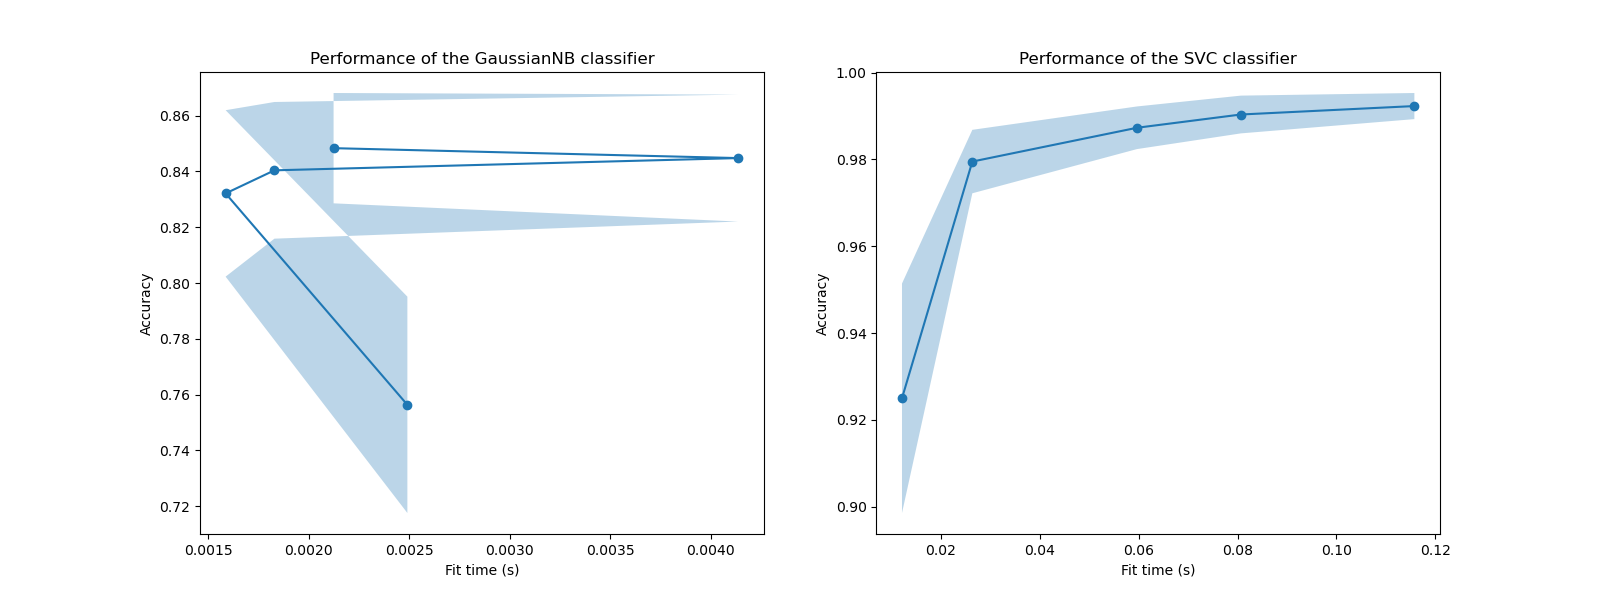 Performance of the GaussianNB classifier
0.86
0.84
0.82
0.80
0.78
0.76
0.74
0.72
Accuracy
0.0015 0.0020 0.0025 0.0030 0.0035 0.0040
Fit time (s)
Performance of the SVC classifier
1.00
0.98
0.96
0.94
0.92
0.90
Accuracy
0.02 0.04 0.06 0.08 0.10 0.12
Fit time (s)